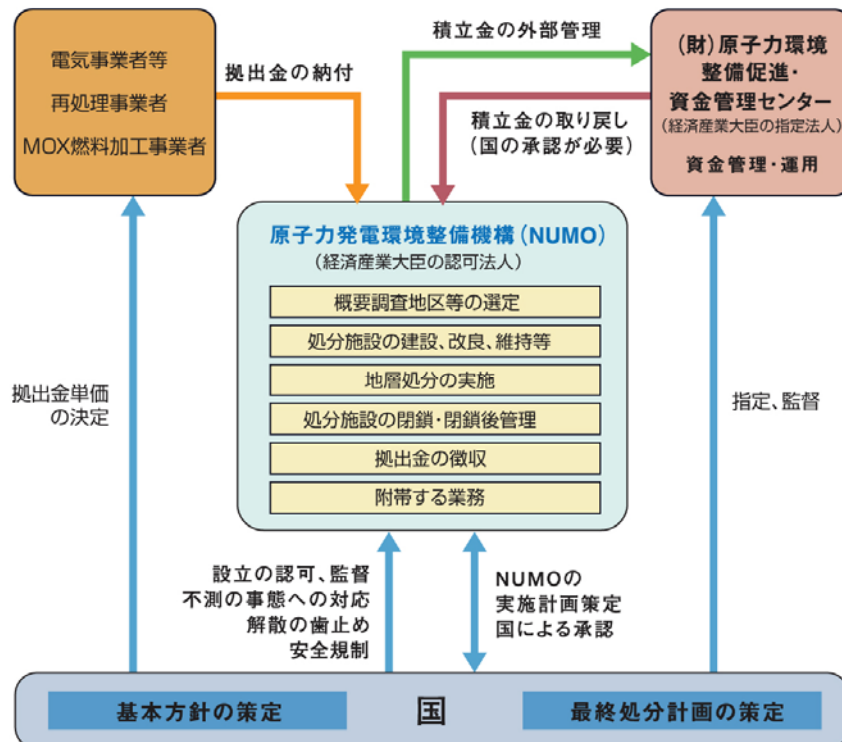 電気事業者等
再処理事業者
MOX燃料加工事業者
拠出金の納付
積立金の外部管理
積立金の取り戻し
(国の承認が必要)
(財)原子力環境
整備促進・
資金管理センター
(経済産業大臣の指定法人)
資金管理・運用
原子力発電環境整備機構(NUMO)
(経済産業大臣の認可法人)
概要調査地区等の選定
処分施設の建設、改良、維持等
地層処分の実施
処分施設の閉鎖・閉鎖後管理
拠出金の徴収
附帯する業務
拠出金単価
の決定
指定、監督
設立の認可、監督
不測の事態への対応
解散の歯止め
安全規制
NUMOの
実施計画策定
国による承認
基本方針の策定
国
最終処分計画の策定